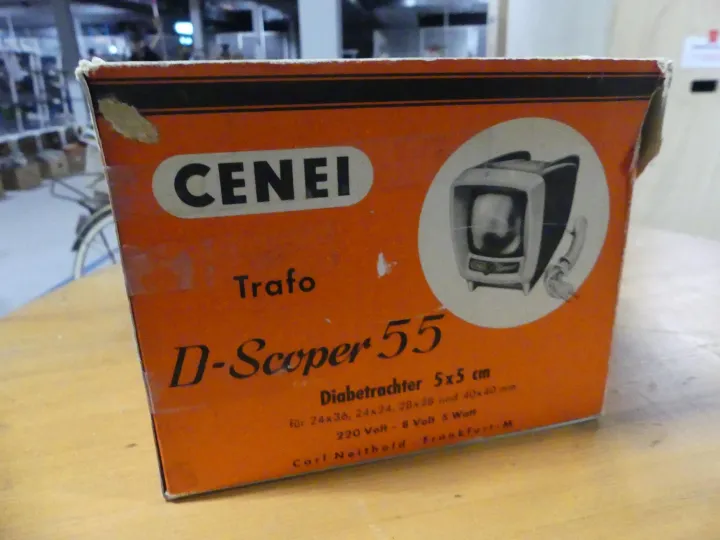 CENEI
Trafo
D-Scoper 55
Diabetrachter 5x5 cm
für 24x36, 24x24, 28x28 und 40x40 mm
220 Volt - 8 Volt 5 Watt
Carl Neithold Frankfurt-M